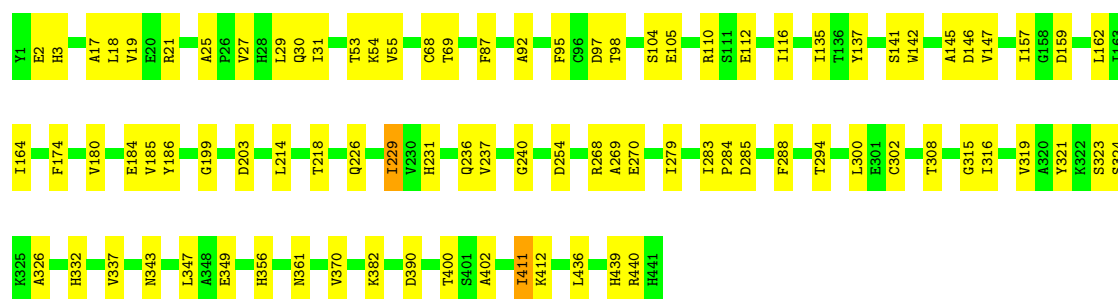 Y1 E2 H3 A17 L18 V19 E20 R21 A25 P26 V27 H28 L29 Q30 I31 T53 K54 V55 C68 T69 F87 A92 F95 C96 D97 T98 S104 E105 R110 S111 E112 I116 I135 T136 Y137 S141 W142 A145 D146 V147 I157 G158 D159 L162 I163
I164 F174 V180 E184 V185 Y186 G199 D203 L214 T218 Q226 I229 V230 H231 Q236 V237 G240 D254 R268 A269 E270 I279 I283 P284 D285 F288 T294 L300 E301 C302 T308 G315 I316 V319 A320 Y321 K322 S323
K325 A326 H332 V337 N343 L347 A348 E349 H356 N361 V370 K382 D390 T400 S401 A402 I411 K412 L436 H439 R440 H441